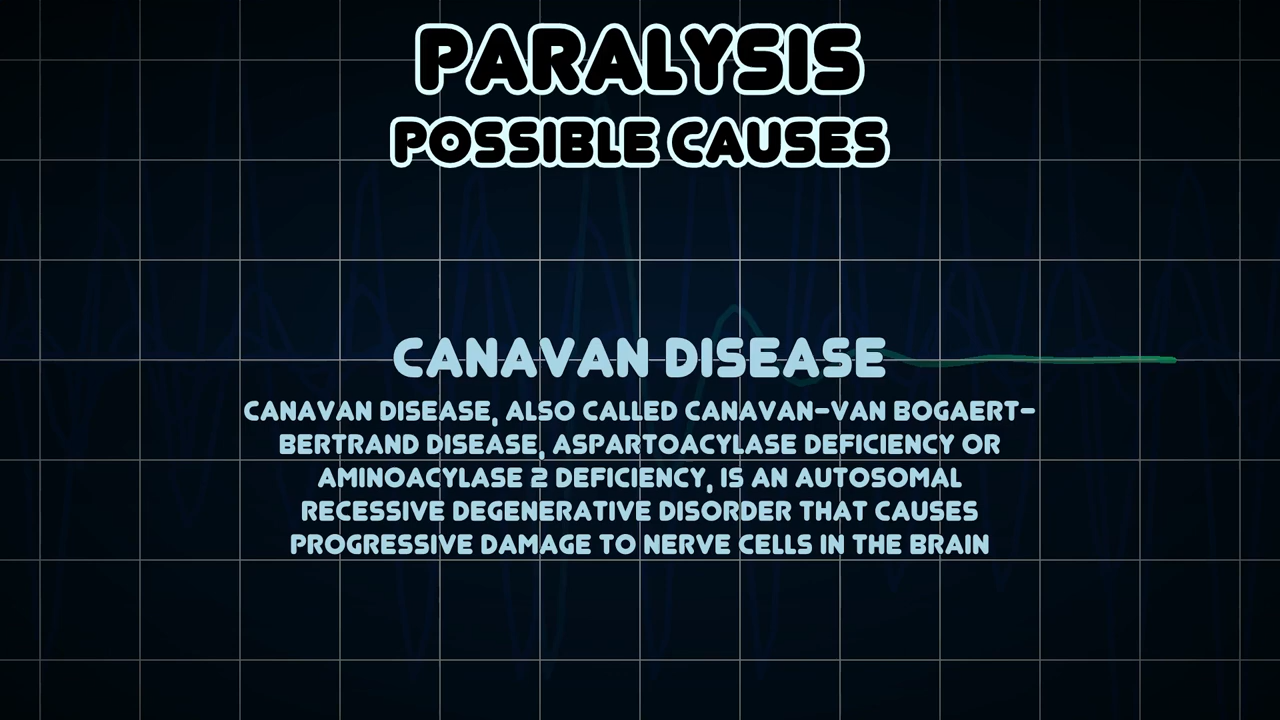 PARALYSIS
POSSIBLE CAUSES
CANAVAN DISEASE
CANAVAN DISEASE, ALSO CALLED CANAVAN-VAN BOGAERT-
BERTRAND DISEASE, ASPARTOACYLASE DEFICIENCY OR
AMINOACYLASE 2 DEFICIENCY, IS AN AUTOSOMAL
RECESSIVE DEGENERATIVE DISORDER THAT CAUSES
PROGRESSIVE DAMAGE TO NERVE CELLS IN THE BRAIN